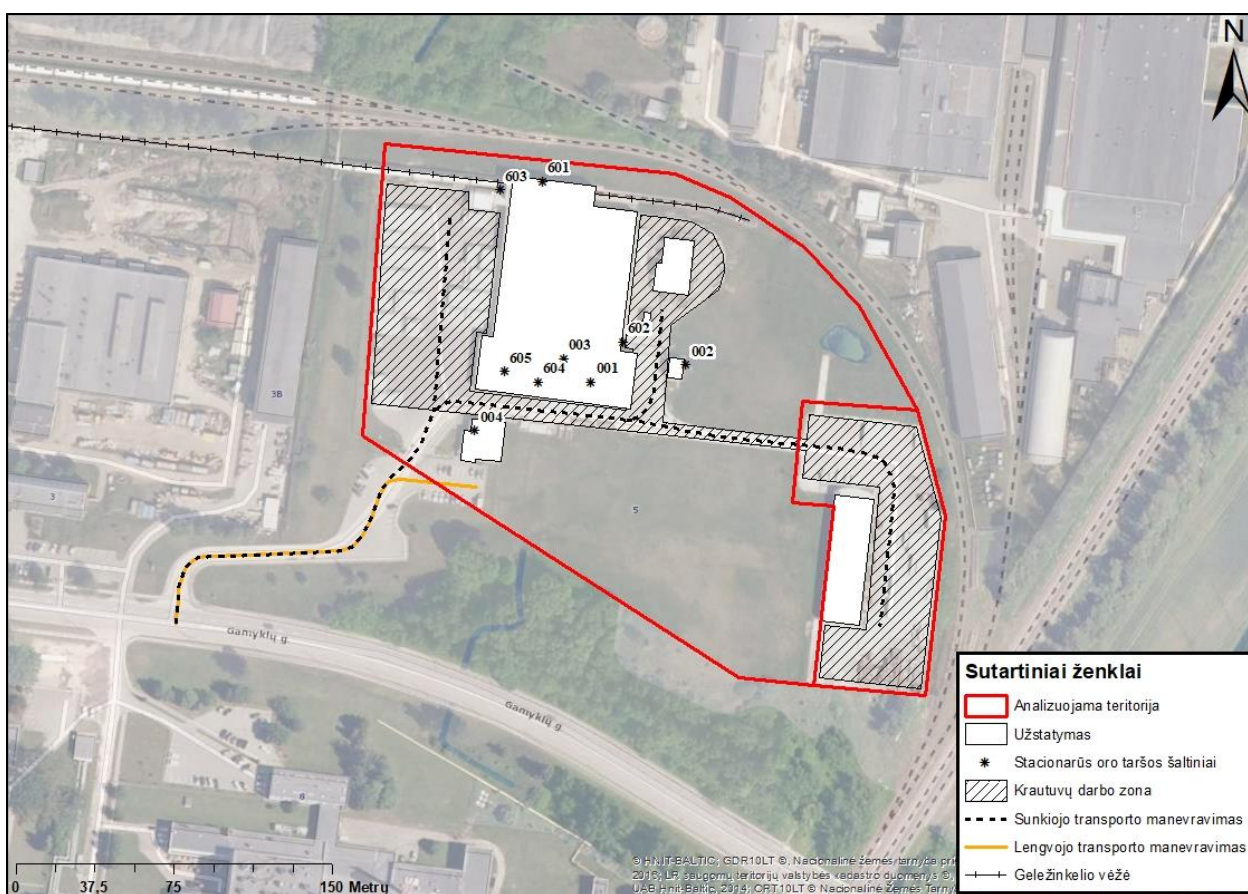 N
601
603
602
003
002
605
604
001
004
3B
3
5
Gamyklų g.
Gamyklų g.
6
Sutartiniai ženklai
Analizuojama teritorija
Užstatymas
Stacionarūs oro taršos šaltiniai
Krautuvų darbo zona
Sunkiojo transporto manevravimas
Lengvojo transporto manevravimas
Geležinkelio vėžė
0 37,5 75 150 Metrų
© HNIT-BALTIC, GDR10LT ©, Nacionalinė žemės tarnyba
LR saugomų teritorijų valstybės kadastro duomenys ©,
UAB Hnit-Baltic, 2014; ORT10LT © Nacionalinė Žemės